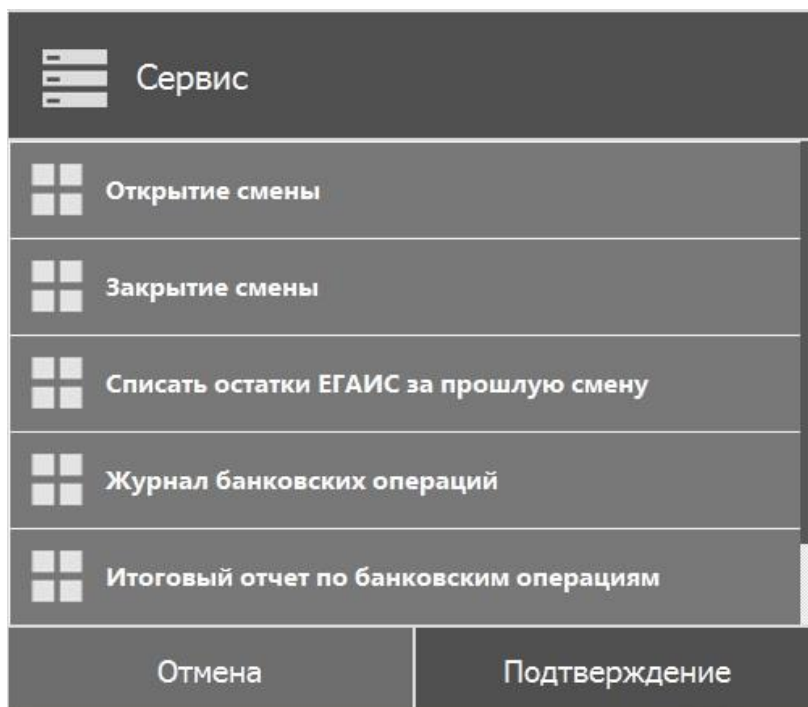 Сервис
Открытие смены
Закрытие смены
Списать остатки ЕГАИС за прошлую смену
Журнал банковских операций
Итоговый отчет по банковским операциям
Отмена
Подтверждение